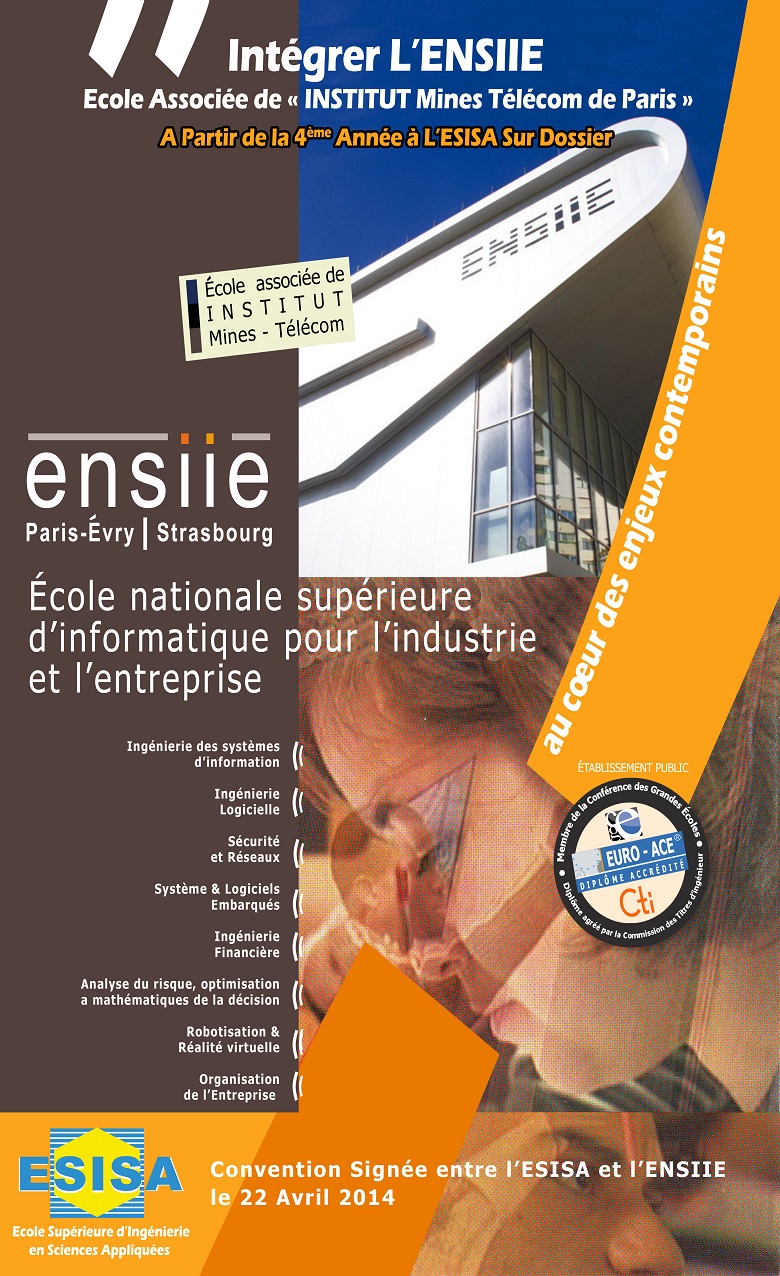 Intégrer L'ENSIIE
Ecole Associée de « INSTITUT Mines Télécom de Paris »
A Partir de la 4ème Année à L'ESISA Sur Dossier
ENSIIE
École associée de
INSTITUT
Mines - Télécom
au cœur des enjeux contemporains
ensiie
Paris-Évry | Strasbourg
École nationale supérieure
d'informatique pour l'industrie
et l'entreprise
Ingénierie des systèmes
d'information
Ingénierie
Logicielle
Sécurité
et Réseaux
Système & Logiciels
Embarqués
Ingénierie
Financière
Analyse du risque, optimisation
a mathématiques de la décision
Robotisation &
Réalité virtuelle
Organisation
de l'Entreprise
ÉTABLISSEMENT PUBLIC
Membre de la Conférence des Grandes Écoles
EURO - ACE®
DIPLÔME ACCRÉDITÉ
Cti
Diplôme agréé par la Commission des Titres d'ingénieur
ESISA
Ecole Supérieure d'Ingénierie
en Sciences Appliquées
Convention Signée entre l'ESISA et l'ENSIIE
le 22 Avril 2014